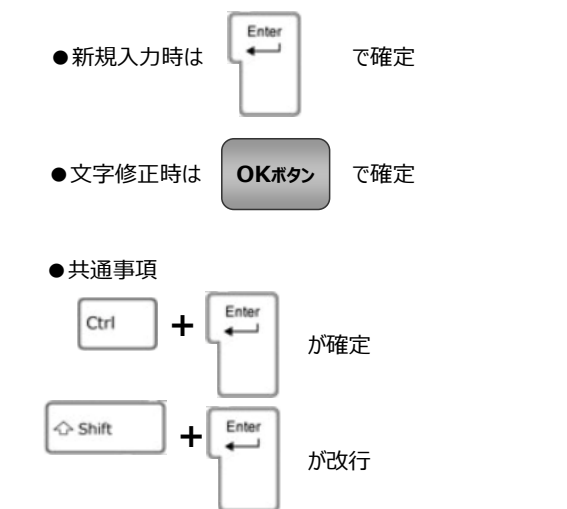 ●新規入力時は Enter で確定
●文字修正時は OKボタン で確定
●共通事項
Ctrl + Enter が確定
Shift + Enter が改行